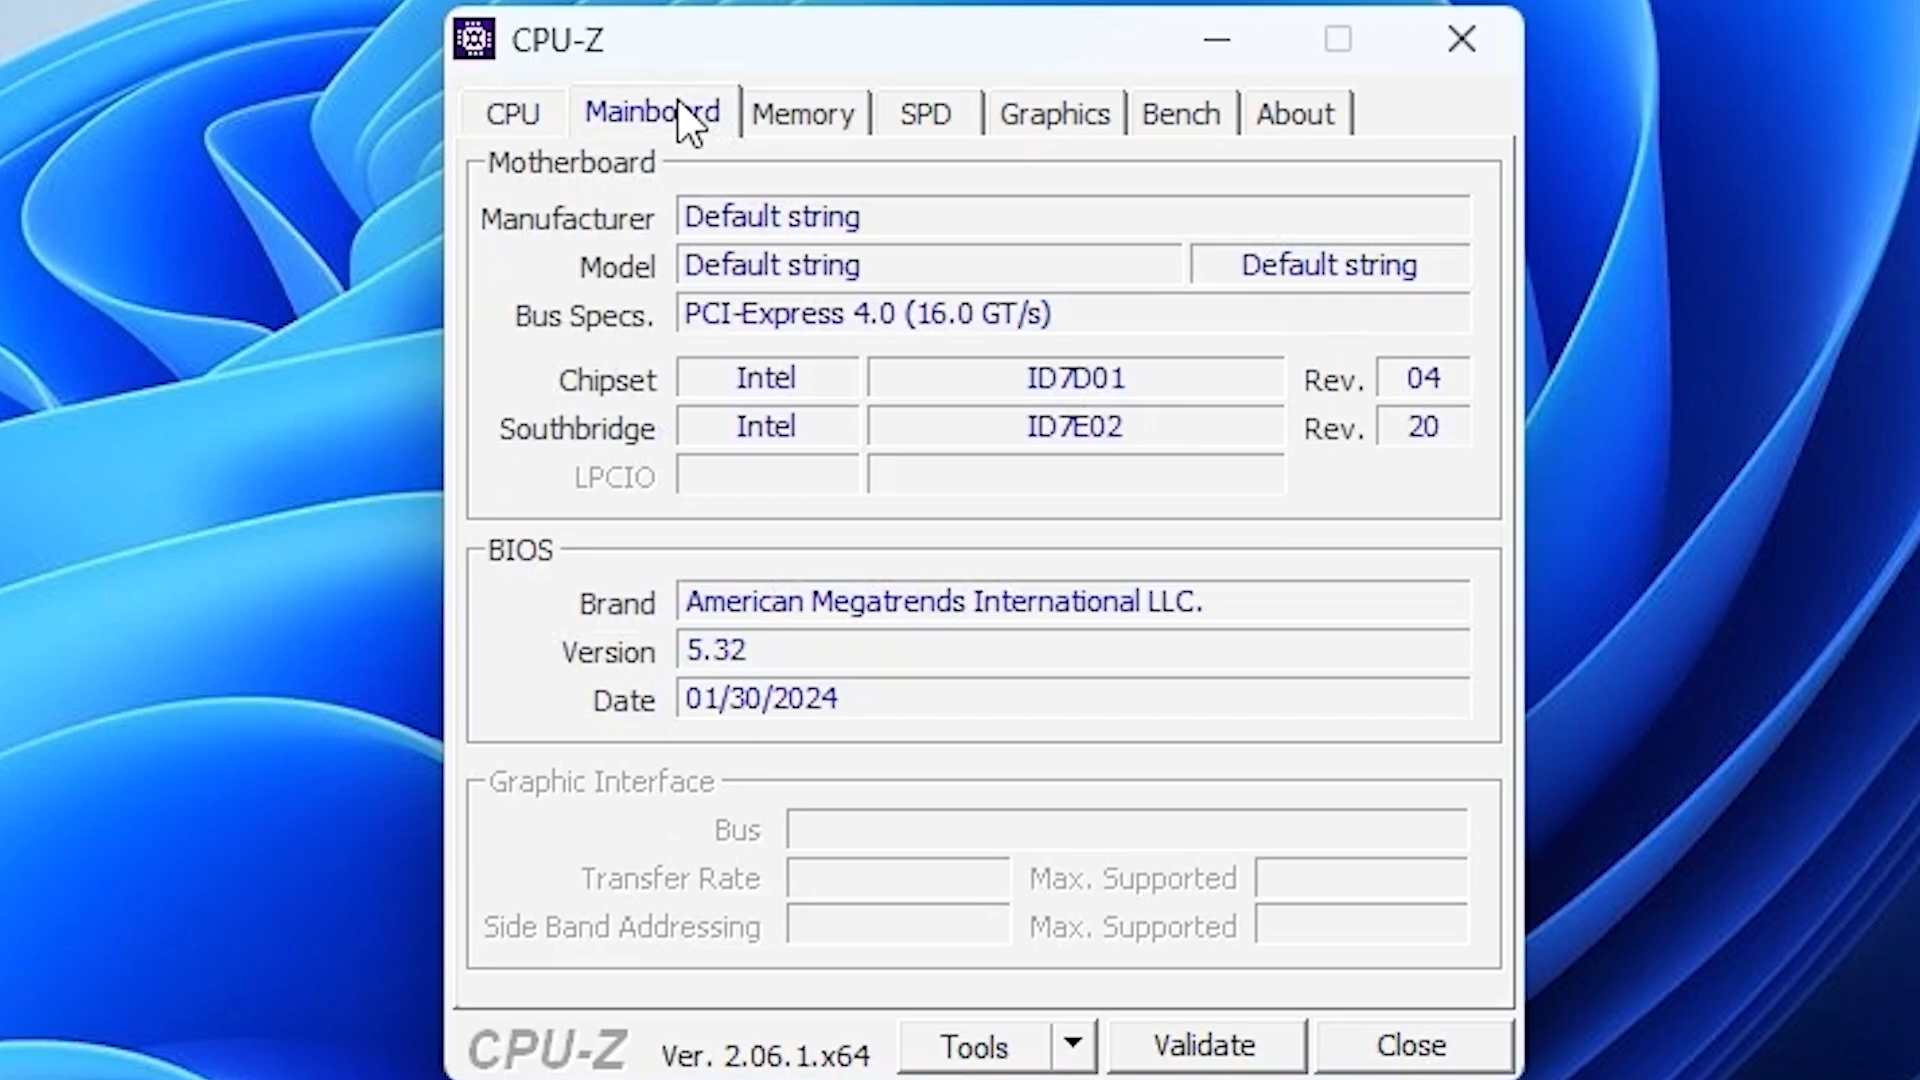 CPU-Z
CPU Mainboard Memory SPD Graphics Bench About
Motherboard
Manufacturer Default string
Model Default string Default string
Bus Specs. PCI-Express 4.0 (16.0 GT/s)
Chipset Intel ID7D01 Rev. 04
Southbridge Intel ID7E02 Rev. 20
LPCIO
BIOS
Brand American Megatrends International LLC.
Version 5.32
Date 01/30/2024
Graphic Interface
Bus
Transfer Rate Max. Supported
Side Band Addressing Max. Supported
CPU-Z Ver. 2.06.1.x64 Tools Validate Close